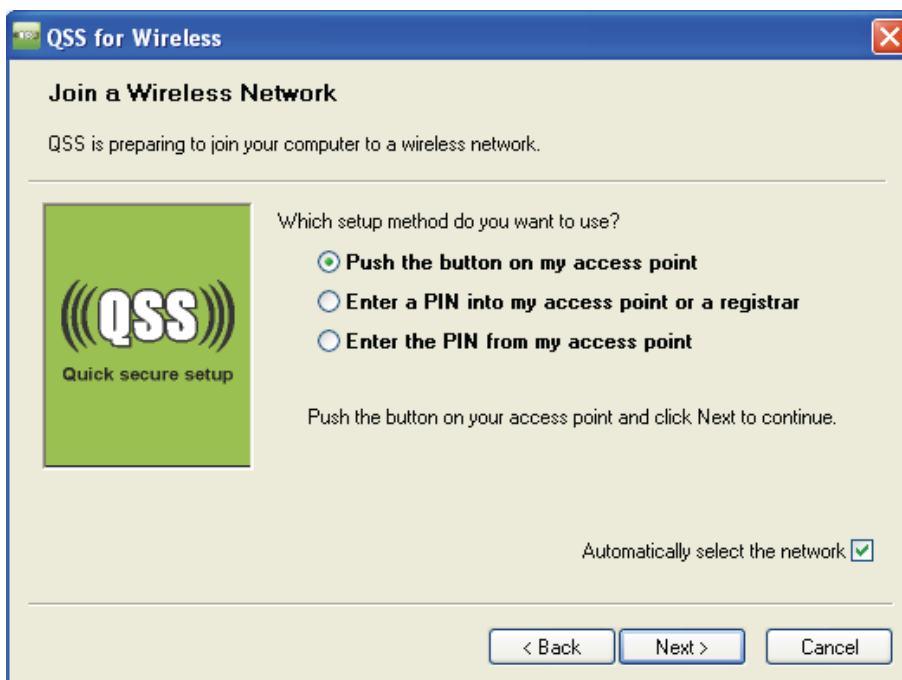 QSS for Wireless
Join a Wireless Network
QSS is preparing to join your computer to a wireless network.
Which setup method do you want to use?
Push the button on my access point
Enter a PIN into my access point or a registrar
Enter the PIN from my access point
(((QSS)))
Quick secure setup
Push the button on your access point and click Next to continue.
Automatically select the network
< Back
Next >
Cancel